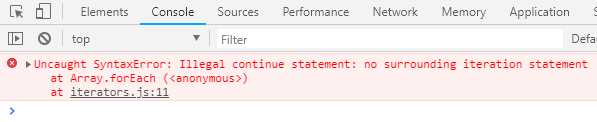 Elements Console Sources Performance Network Memory Application
top Filter Defau
Uncaught SyntaxError: Illegal continue statement: no surrounding iteration statement
at Array.forEach (<anonymous>)
at iterators.js:11